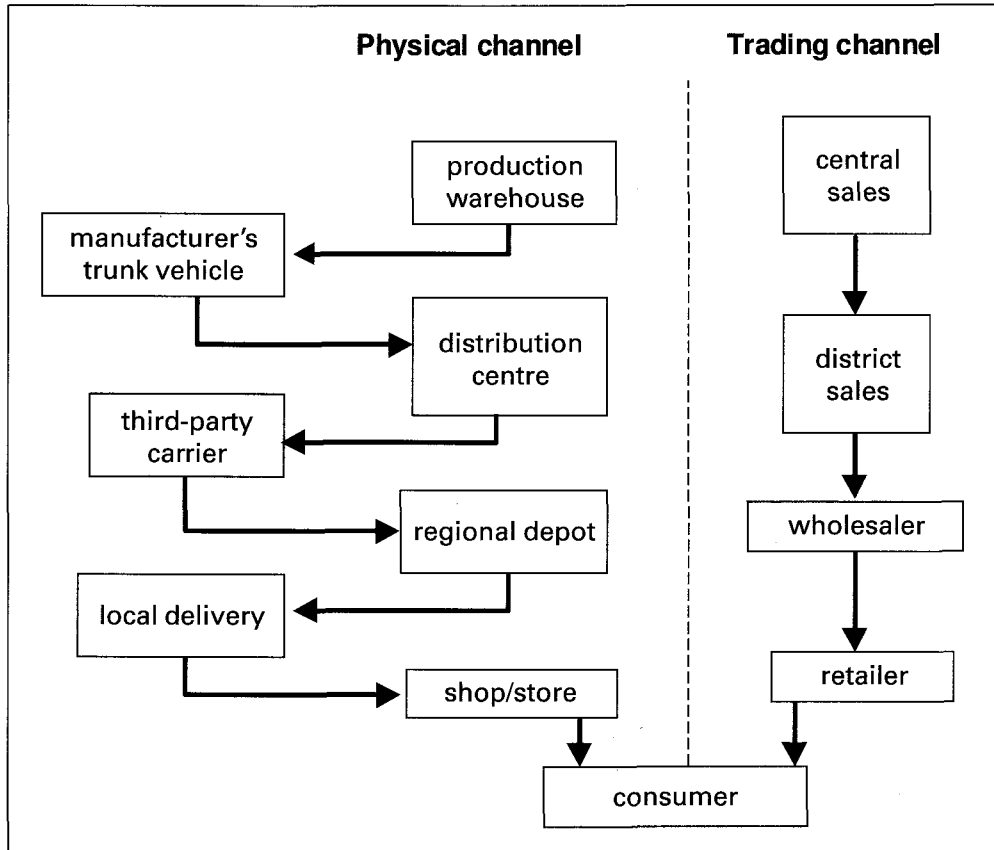 Physical channel
Trading channel
production
warehouse
manufacturer's
trunk vehicle
distribution
centre
third-party
carrier
regional depot
local delivery
shop/store
central
sales
district
sales
wholesaler
retailer
consumer